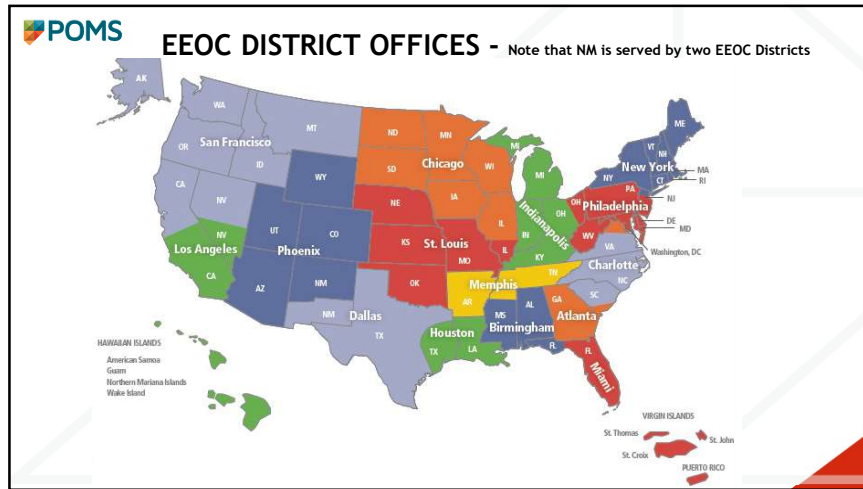 POMS
EEOC DISTRICT OFFICES - Note that NM is served by two EEOC Districts
AK
WA
MT
ND
MN
ME
San Francisco
OR
ID
SD
Chicago
WI
MI
MI
VT
NH
New York
NY
MA
CT
RI
WY
CA
NV
NE
IA
IL
Indianapolis
OH
OH
PA
Philadelphia
NJ
DE
MD
Washington, DC
NV
Los Angeles
CA
UT
Phoenix
CO
KS
St. Louis
MO
IL
IN
KY
WV
VA
Charlotte
NC
SC
AZ
NM
NM
Dallas
TX
OK
AR
Memphis
TN
MS
AL
Birmingham
GA
Atlanta
Houston
TX
LA
FL
FL
Miami
HAWAIIAN ISLANDS
American Samoa
Guam
Northern Mariana Islands
Wake Island
VIRGIN ISLANDS
St. Thomas
St. John
St. Croix
PUERTO RICO